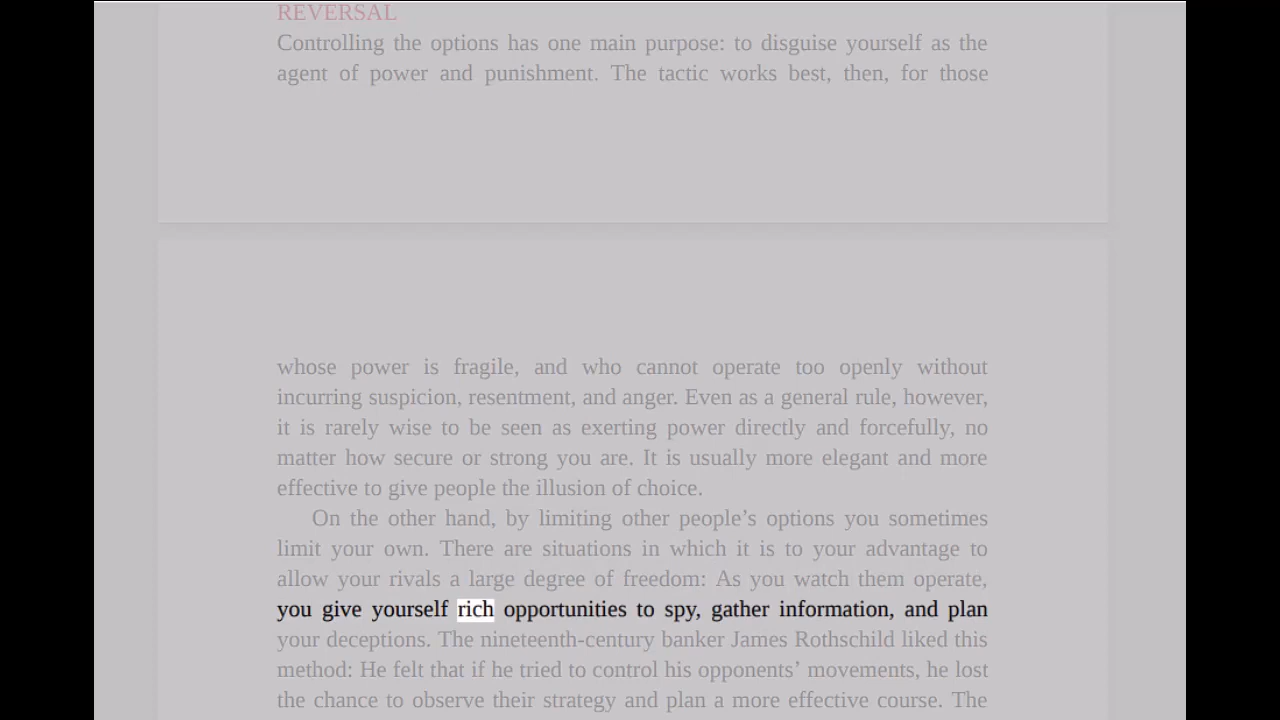 REVERSAL
Controlling the options has one main purpose: to disguise yourself as the
agent of power and punishment. The tactic works best, then, for those
whose power is fragile, and who cannot operate too openly without
incurring suspicion, resentment, and anger. Even as a general rule, however,
it is rarely wise to be seen as exerting power directly and forcefully, no
matter how secure or strong you are. It is usually more elegant and more
effective to give people the illusion of choice.
On the other hand, by limiting other people’s options you sometimes
limit your own. There are situations in which it is to your advantage to
allow your rivals a large degree of freedom: As you watch them operate,
you give yourself rich opportunities to spy, gather information, and plan
your deceptions. The nineteenth-century banker James Rothschild liked this
method: He felt that if he tried to control his opponents’ movements, he lost
the chance to observe their strategy and plan a more effective course. The